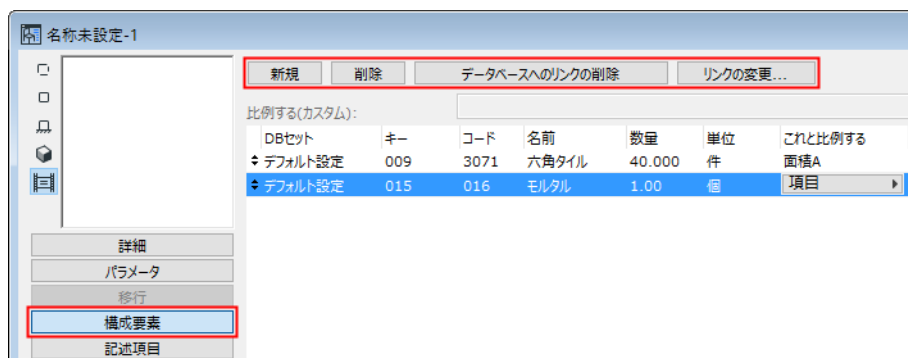 名称未設定-1
新規 削除 データベースへのリンクの削除 リンクの変更...
比例する(カスタム):
DBセット キー コード 名前 数量 単位 これと比例する
デフォルト設定 009 3071 六角タイル 40.000 件 面積A
デフォルト設定 015 016 モルタル 1.00 個 項目
詳細
パラメータ
移行
構成要素
記述項目